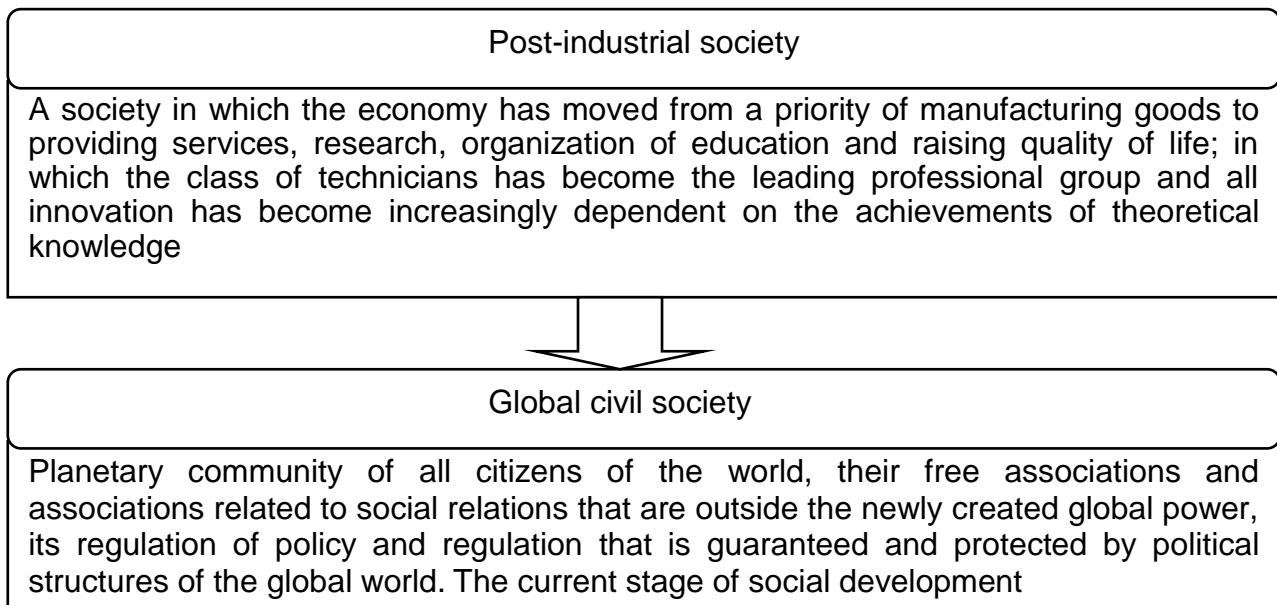 Post-industrial society
A society in which the economy has moved from a priority of manufacturing goods to
providing services, research, organization of education and raising quality of life; in
which the class of technicians has become the leading professional group and all
innovation has become increasingly dependent on the achievements of theoretical
knowledge
Global civil society
Planetary community of all citizens of the world, their free associations and
associations related to social relations that are outside the newly created global power,
its regulation of policy and regulation that is guaranteed and protected by political
structures of the global world. The current stage of social development